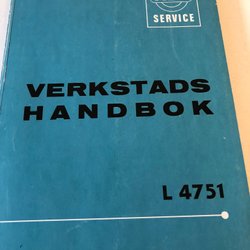 SERVICE
VERKSTADS
HANDBOK
L 4751